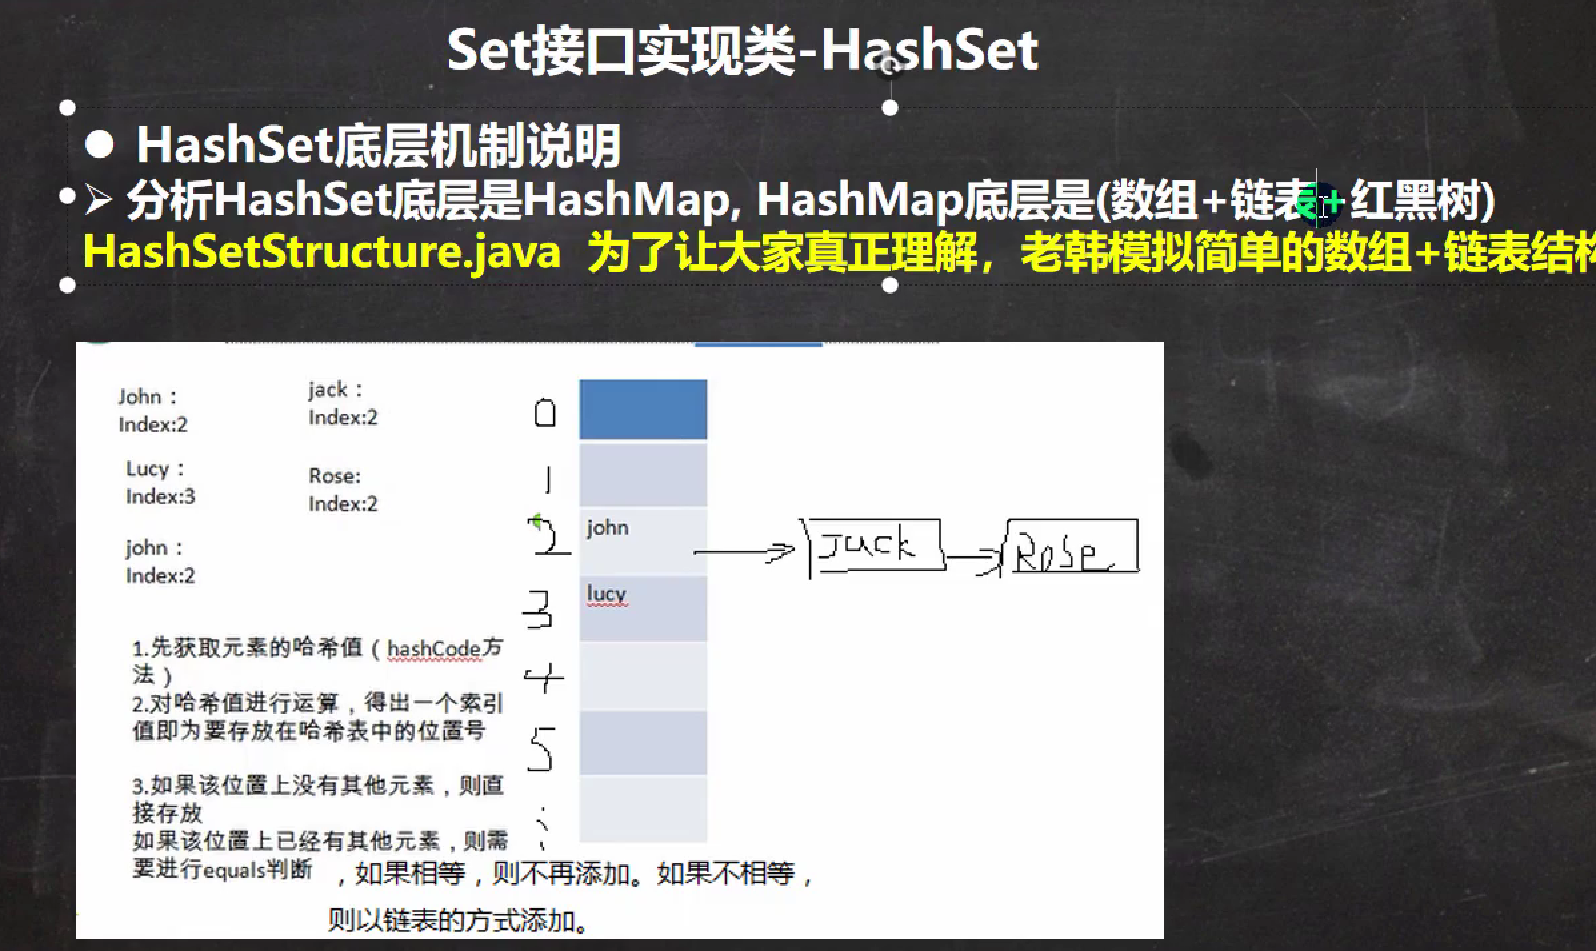 Set接口实现类-HashSet
● HashSet底层机制说明
➢ 分析HashSet底层是HashMap, HashMap底层是(数组+链表+红黑树)
HashSetStructure.java 为了让大家真正理解，老韩模拟简单的数组+链表结构
John：
Index:2
jack：
Index:2
Lucy：
Index:3
Rose:
Index:2
john：
Index:2
1.先获取元素的哈希值（hashCode方
法）
2.对哈希值进行运算，得出一个索引
值即为要存放在哈希表中的位置号
3.如果该位置上没有其他元素，则直
接存放
如果该位置上已经有其他元素，则需
要进行equals判断，如果相等，则不再添加。如果不相等，
则以链表的方式添加。
0
1
2 john Jack Rose
3 lucy
4
5